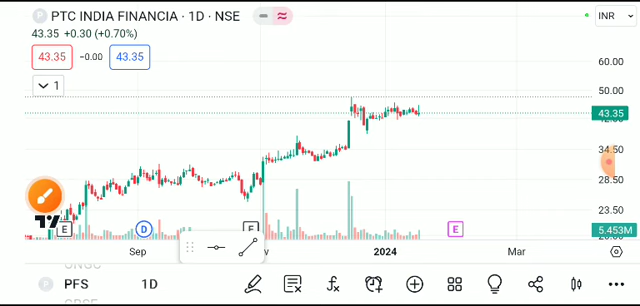 P PTC INDIA FINANCIA · 1D · NSE
INR
43.35 +0.30 (+0.70%)
43.35 −0.00 43.35
1
60.00
50.00
43.35
34.50
28.50
23.50
5.453M
E D E E
Sep 2024 Mar
P PFS 1D